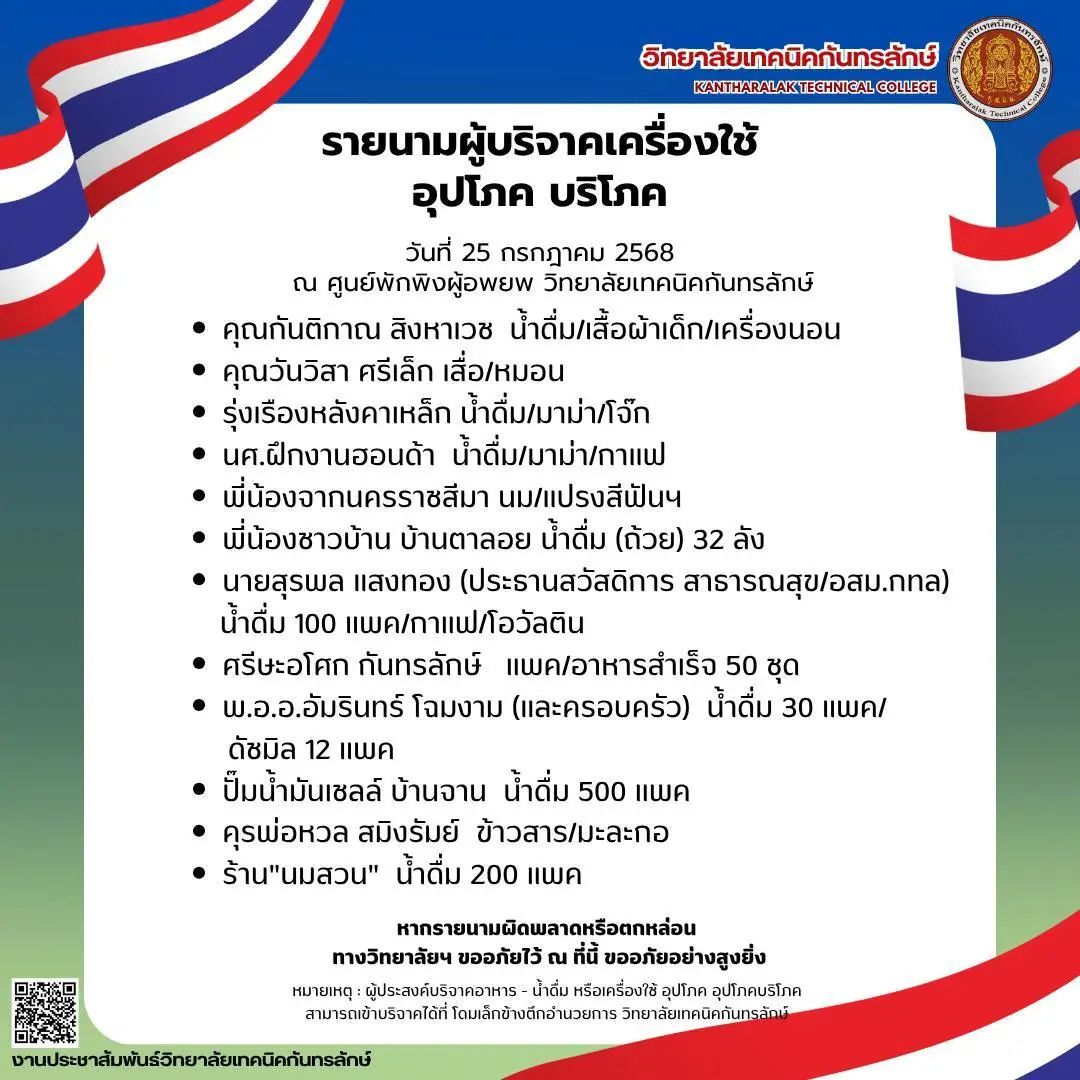 วิทยาลัยเทคนิคกันทรลักษ์
KANTHARALAK TECHNICAL COLLEGE
วิทยาลัยเทคนิคกันทรลักษ์
Kantharalak Technical College
รายนามผู้บริจาคเครื่องใช้
อุปโภค บริโภค
วันที่ 25 กรกฎาคม 2568
ณ ศูนย์พักพิงผู้อพยพ วิทยาลัยเทคนิคกันทรลักษ์
• คุณกันติกาณ สิงหาเวช น้ำดื่ม/เสื้อผ้าเด็ก/เครื่องนอน
• คุณวันวิสา ศรีเล็ก เสื่อ/หมอน
• รุ่งเรืองหลังคาเหล็ก น้ำดื่ม/มาม่า/โจ๊ก
• นศ.ฝึกงานฮอนด้า น้ำดื่ม/มาม่า/กาแฟ
• พี่น้องจากนครราชสีมา นม/แปรงสีฟันฯ
• พี่น้องชาวบ้าน บ้านตาลอย น้ำดื่ม (ถ้วย) 32 ลัง
• นายสุรพล แสงทอง (ประธานสวัสดิการ สาธารณสุข/อสม.กทล)
น้ำดื่ม 100 แพค/กาแฟ/โอวัลติน
• ศรีษะอโศก กันทรลักษ์ แพค/อาหารสำเร็จ 50 ชุด
• พ.อ.อ.อัมรินทร์ โฉมงาม (และครอบครัว) น้ำดื่ม 30 แพค/
ดัชมิล 12 แพค
• ปั๊มน้ำมันเชลล์ บ้านจาน น้ำดื่ม 500 แพค
• คุรพ่อหวล สมิงรัมย์ ข้าวสาร/มะละกอ
• ร้าน"นมสวน" น้ำดื่ม 200 แพค
หากรายนามผิดพลาดหรือตกหล่อน
ทางวิทยาลัยฯ ขออภัยไว้ ณ ที่นี้ ขออภัยอย่างสูงยิ่ง
หมายเหตุ : ผู้ประสงค์บริจาคอาหาร - น้ำดื่ม หรือเครื่องใช้ อุปโภค อุปโภคบริโภค
สามารถเข้าบริจาคได้ที่ โดมเล็กข้างตึกอำนวยการ วิทยาลัยเทคนิคกันทรลักษ์
งานประชาสัมพันธ์วิทยาลัยเทคนิคกันทรลักษ์